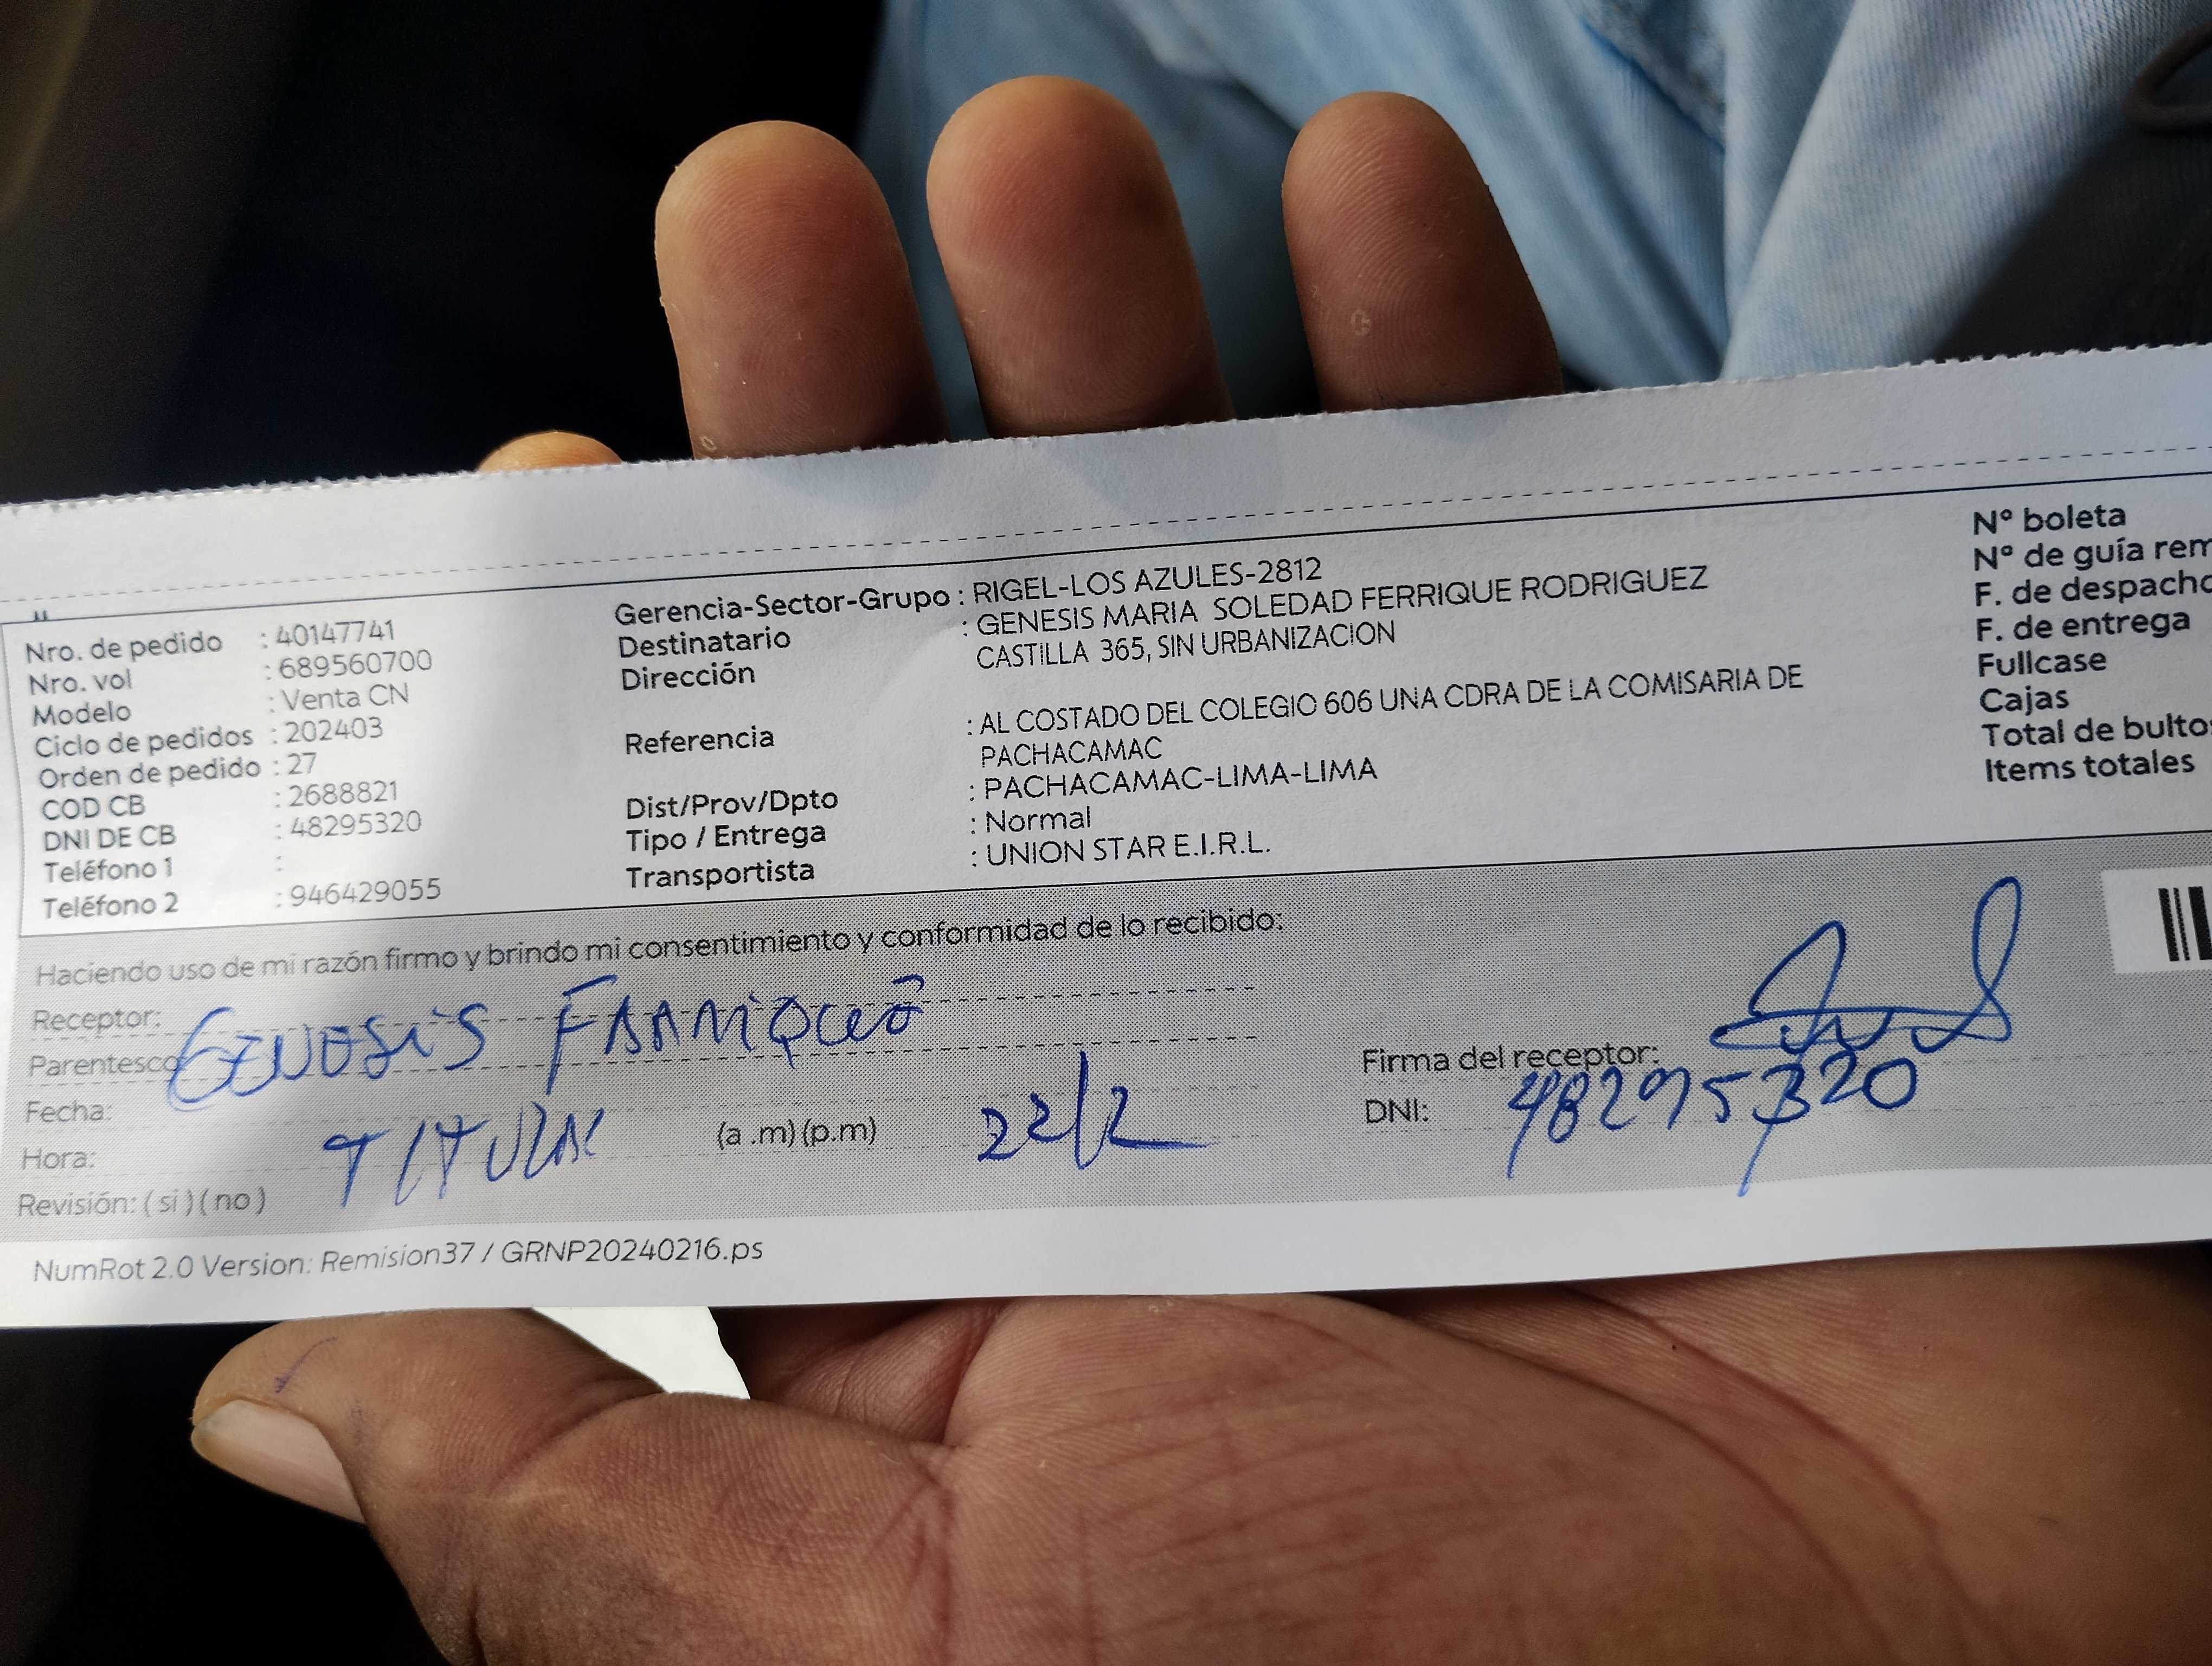 Nro. de pedido : 40147741
Nro. vol : 689560700
Modelo : Venta CN
Ciclo de pedidos : 202403
Orden de pedido : 27
COD CB : 2688821
DNI DE CB : 48295320
Teléfono 1 :
Teléfono 2 : 946429055
Gerencia-Sector-Grupo : RIGEL-LOS AZULES-2812
Destinatario : GENESIS MARIA SOLEDAD FERRIQUE RODRIGUEZ
Dirección CASTILLA 365, SIN URBANIZACION
Referencia : AL COSTADO DEL COLEGIO 606 UNA CDRA DE LA COMISARIA DE
PACHACAMAC
Dist/Prov/Dpto : PACHACAMAC-LIMA-LIMA
Tipo / Entrega : Normal
Transportista : UNION STAR E.I.R.L.
N° boleta
N° de guía rem
F. de despacho
F. de entrega
Fullcase
Cajas
Total de bultos
Items totales
Haciendo uso de mi razón firmo y brindo mi consentimiento y conformidad de lo recibido:
Receptor: GENESIS
Parentesco
Fecha:
Hora: TITULAR (a .m) (p.m) 22/2
Revisión: ( si ) ( no )
Firma del receptor:
DNI: 48295320
NumRot 2.0 Version: Remision37 / GRNP20240216.ps